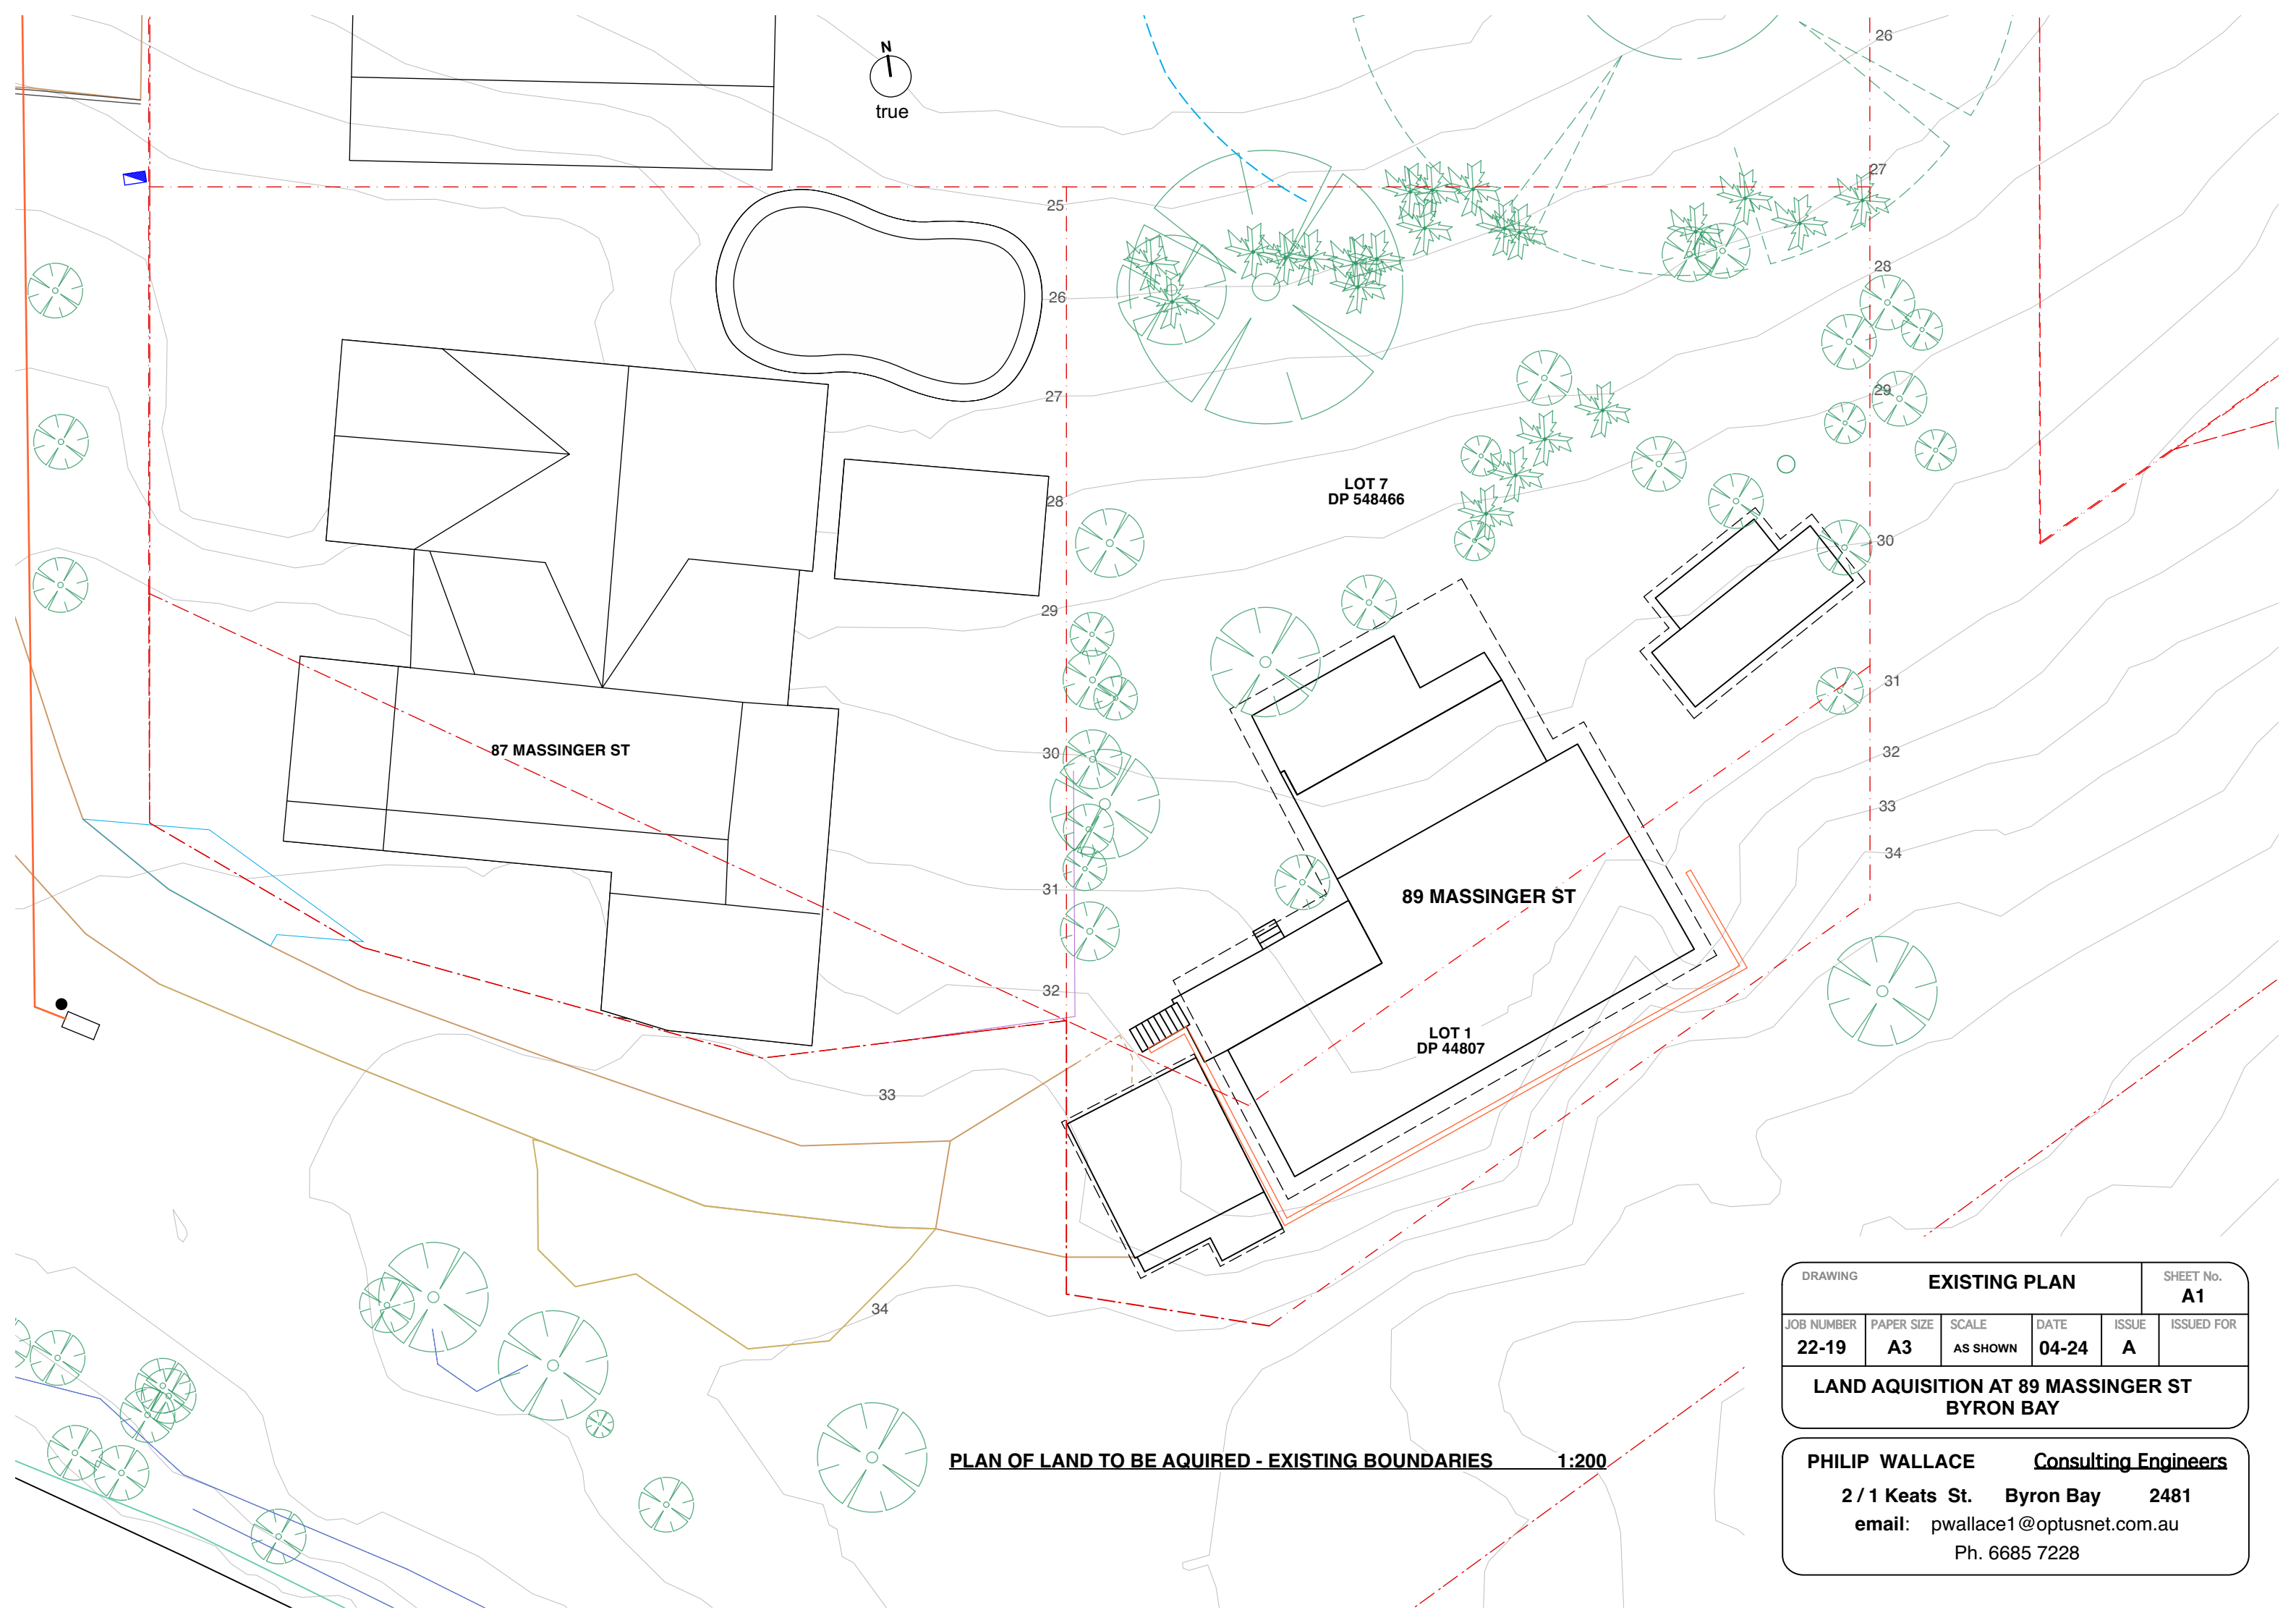 N
true
26
27
25
28
26
29
27
LOT 7
DP 548466
28
30
29
31
87 MASSINGER ST
30
32
33
34
31
89 MASSINGER ST
32
LOT 1
DP 44807
33
34
DRAWING
EXISTING PLAN
SHEET No.
A1
JOB NUMBER PAPER SIZE SCALE DATE ISSUE ISSUED FOR
22-19 A3 AS SHOWN 04-24 A
LAND AQUISITION AT 89 MASSINGER ST
BYRON BAY
PLAN OF LAND TO BE AQUIRED - EXISTING BOUNDARIES 1:200
PHILIP WALLACE Consulting Engineers
2 / 1 Keats St. Byron Bay 2481
email: pwallace1@optusnet.com.au
Ph. 6685 7228